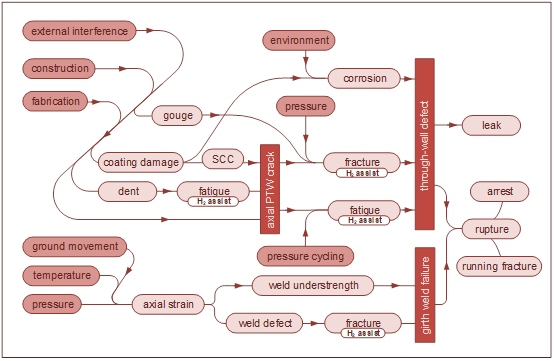 external interference
environment
construction
corrosion
fabrication
pressure
gouge
leak
coating damage
SCC
fracture
H₂ assist
dent
fatigue
H₂ assist
axial PTW crack
through-wall defect
fatigue
H₂ assist
arrest
rupture
running fracture
pressure cycling
ground movement
temperature
pressure
axial strain
weld understrength
weld defect
fracture
H₂ assist
girth weld failure